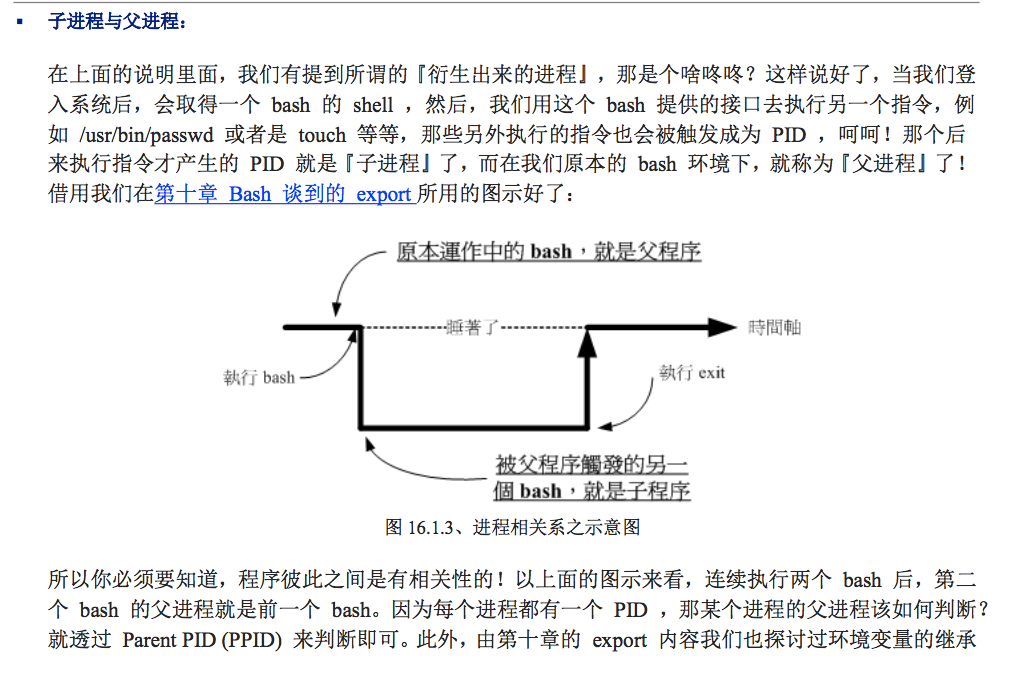 ▪ 子进程与父进程：
在上面的说明里面，我们有提到所谓的『衍生出来的进程』，那是个啥咚咚？这样说好了，当我们登
入系统后，会取得一个 bash 的 shell ，然后，我们用这个 bash 提供的接口去执行另一个指令，例
如 /usr/bin/passwd 或者是 touch 等等，那些另外执行的指令也会被触发成为 PID ，呵呵！那个后
来执行指令才产生的 PID 就是『子进程』了，而在我们原本的 bash 环境下，就称为『父进程』了！
借用我们在第十章 Bash 谈到的 export 所用的图示好了：
原本運作中的 bash，就是父程序
睡著了
時間軸
執行 bash
執行 exit
被父程序觸發的另一
個 bash，就是子程序
图 16.1.3、进程相关系之示意图
所以你必须要知道，程序彼此之间是有相关性的！以上面的图示来看，连续执行两个 bash 后，第二
个 bash 的父进程就是前一个 bash。因为每个进程都有一个 PID ，那某个进程的父进程该如何判断？
就透过 Parent PID (PPID) 来判断即可。此外，由第十章的 export 内容我们也探讨过环境变量的继承